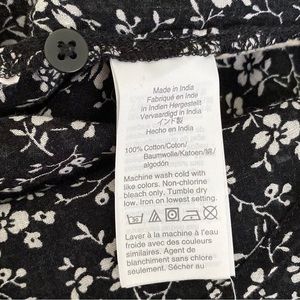 Made in India
Fabriqué en Inde
In Indien Hergestellt
Vervaardigd in India
インド製
Hecho en India
100% Cotton/Coton/
Baumwolle/Katoen/綿/
algodón
Machine wash cold with
like colors. Non-chlorine
bleach only. Tumble dry
low. Iron on lowest setting.
Laver à la machine à l'eau
froide avec des couleurs
similaires. Agent de
blanchiment sans chlore
seulement. Sécher au